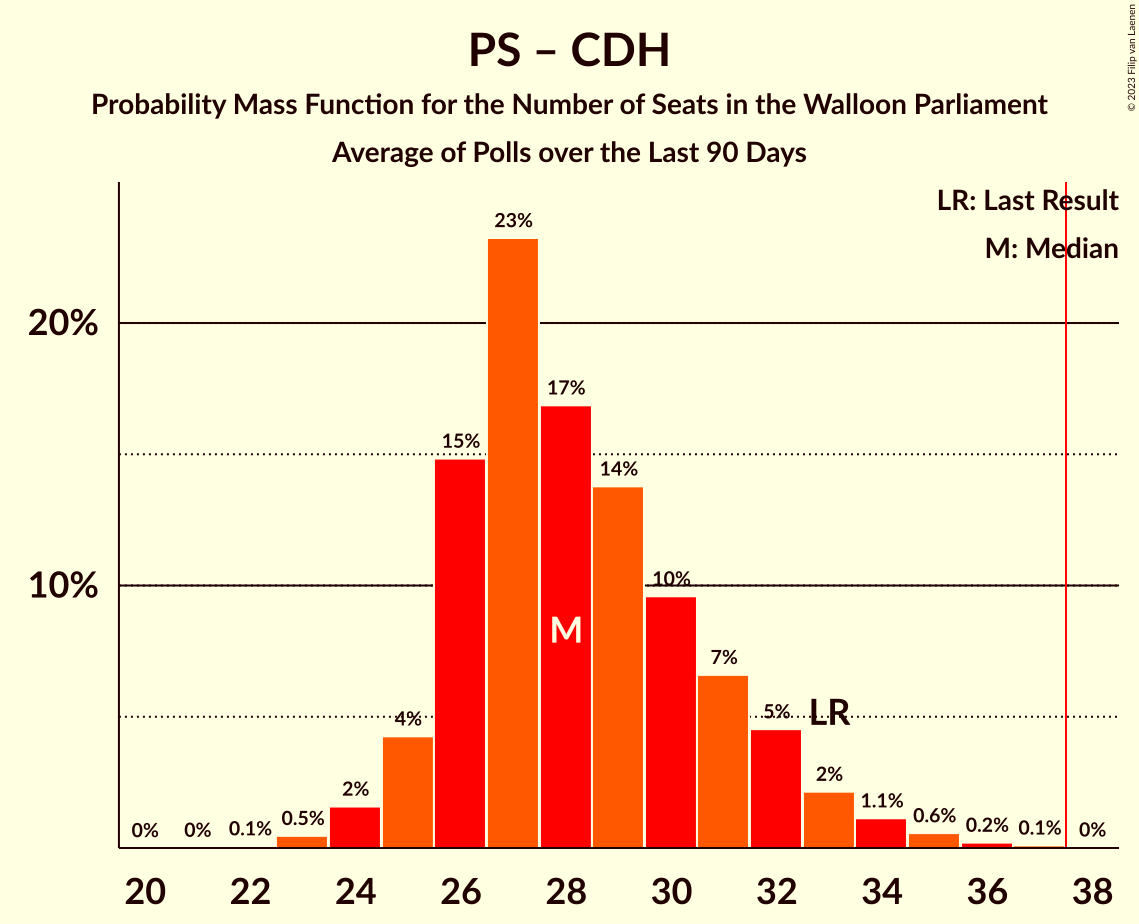 PS – CDH
Probability Mass Function for the Number of Seats in the Walloon Parliament
Average of Polls over the Last 90 Days
© 2023 Filip van Laenen
LR: Last Result
M: Median
20%
10%
0%
0%
0.1%
0.5%
2%
4%
15%
23%
17%
14%
10%
7%
5%
2%
1.1%
0.6%
0.2%
0.1%
0%
M
LR
20 22 24 26 28 30 32 34 36 38